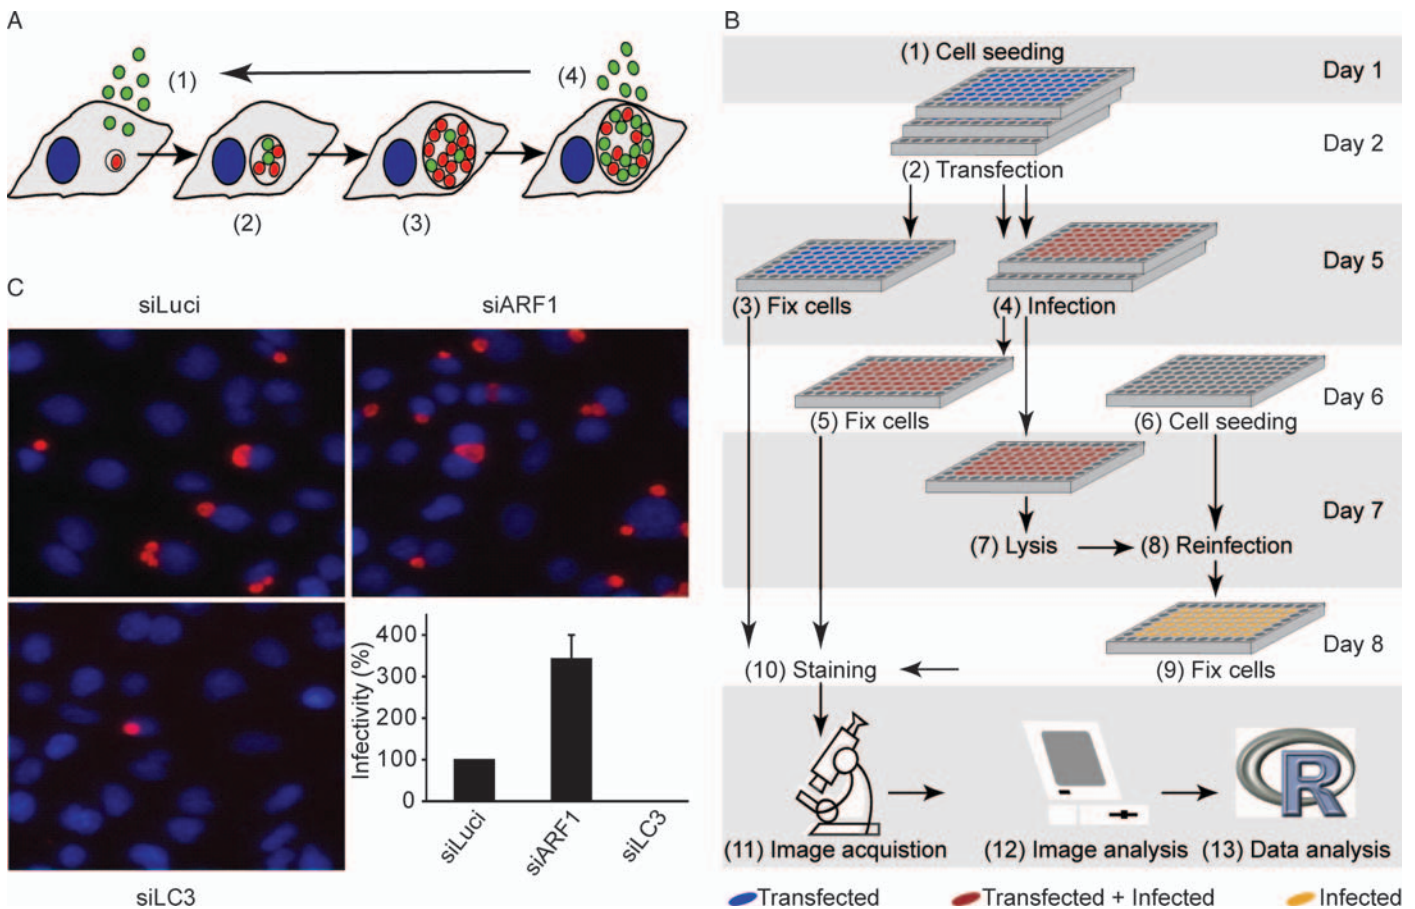 A
(1)
(4)
(2)
(3)
B
(1) Cell seeding
Day 1
Day 2
(2) Transfection
Day 5
(3) Fix cells
(4) Infection
Day 6
(5) Fix cells
(6) Cell seeding
Day 7
(7) Lysis
(8) Reinfection
Day 8
(9) Fix cells
(10) Staining
R
(11) Image acquistion
(12) Image analysis
(13) Data analysis
Transfected
Transfected + Infected
Infected
C
siLuci
siARF1
siLC3
Infectivity (%)
400
300
200
100
0
siLuci
siARF1
siLC3